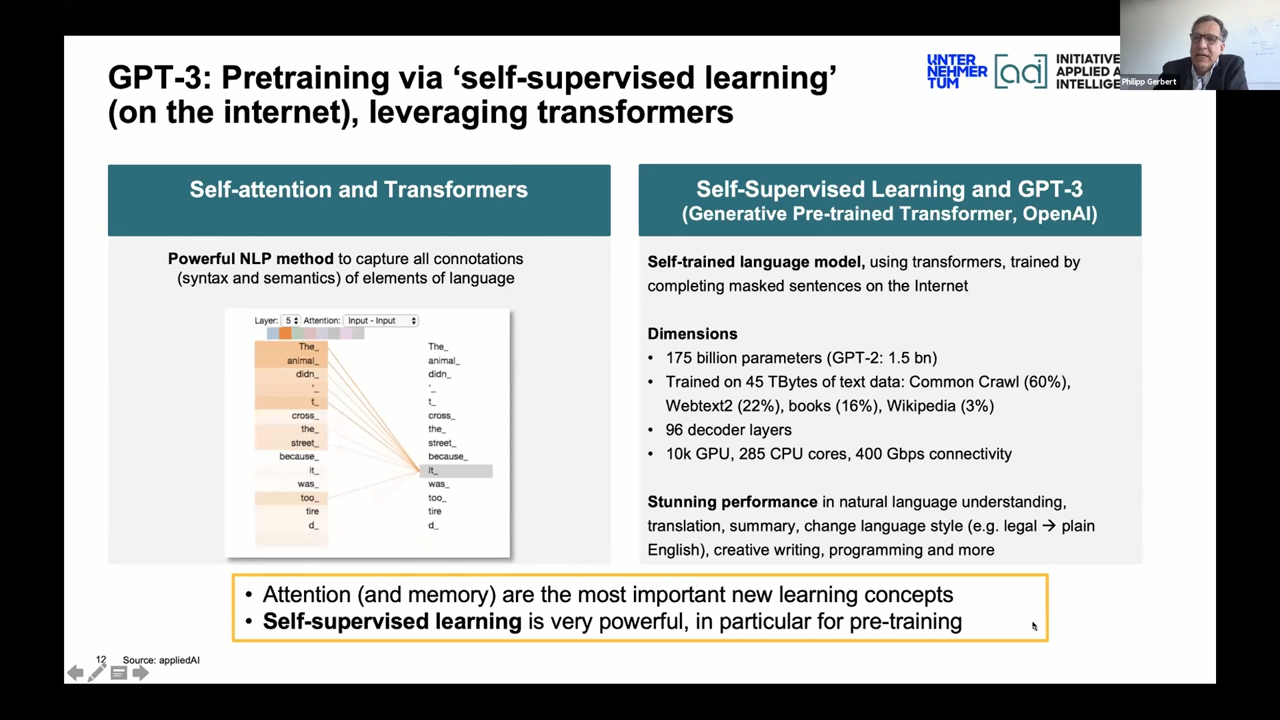 GPT-3: Pretraining via ‘self-supervised learning’
(on the internet), leveraging transformers
UNTER
NEHMER
TUM
[ai]
INITIATIVE
APPLIED A
INTELLIGE
Philipp Gerbert
Self-attention and Transformers
Powerful NLP method to capture all connotations
(syntax and semantics) of elements of language
Layer: 5 Attention: Input - Input
The_ The_
animal_ animal_
didn_ didn_
'_ '_
t_ t_
cross_ cross_
the_ the_
street_ street_
because_ because_
it_ it_
was_ was_
too_ too_
tire tire
d_ d_
Self-Supervised Learning and GPT-3
(Generative Pre-trained Transformer, OpenAI)
Self-trained language model, using transformers, trained by
completing masked sentences on the Internet
Dimensions
• 175 billion parameters (GPT-2: 1.5 bn)
• Trained on 45 TBytes of text data: Common Crawl (60%),
Webtext2 (22%), books (16%), Wikipedia (3%)
• 96 decoder layers
• 10k GPU, 285 CPU cores, 400 Gbps connectivity
Stunning performance in natural language understanding,
translation, summary, change language style (e.g. legal → plain
English), creative writing, programming and more
• Attention (and memory) are the most important new learning concepts
• Self-supervised learning is very powerful, in particular for pre-training
12 Source: appliedAI